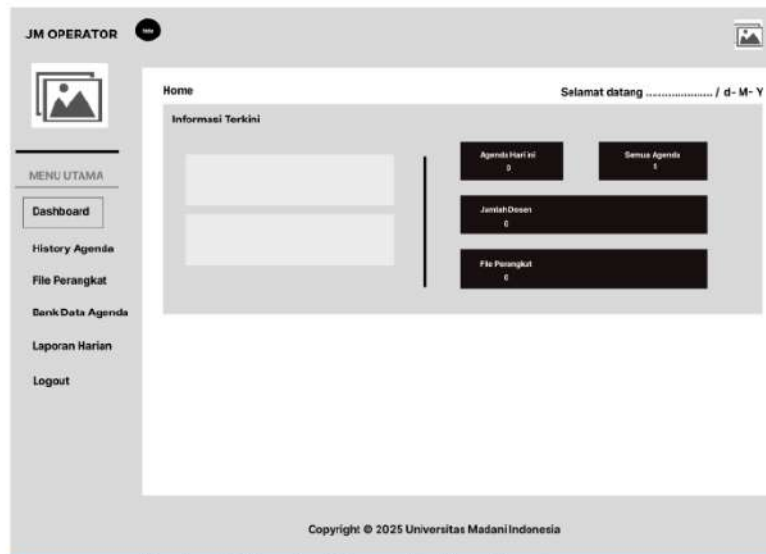 JM OPERATOR
Home
Selamat datang ..................... / d- M- Y
Informasi Terkini
Agenda Hari ini
0
Semua Agenda
Jumlah Dosen
0
File Perangkat
0
MENU UTAMA
Dashboard
History Agenda
File Perangkat
Bank Data Agenda
Laporan Harian
Logout
Copyright © 2025 Universitas Madani Indonesia